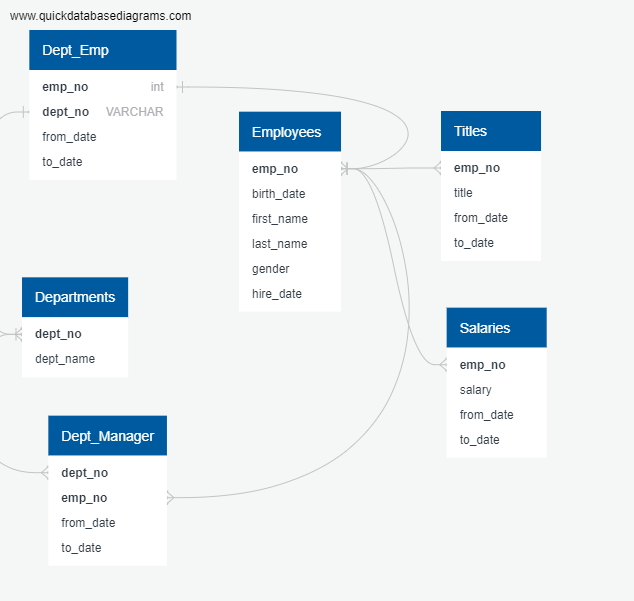 www.quickdatabasediagrams.com
Dept_Emp
emp_no int
dept_no VARCHAR
from_date
to_date
Employees
emp_no
birth_date
first_name
last_name
gender
hire_date
Titles
emp_no
title
from_date
to_date
Departments
dept_no
dept_name
Salaries
emp_no
salary
from_date
to_date
Dept_Manager
dept_no
emp_no
from_date
to_date